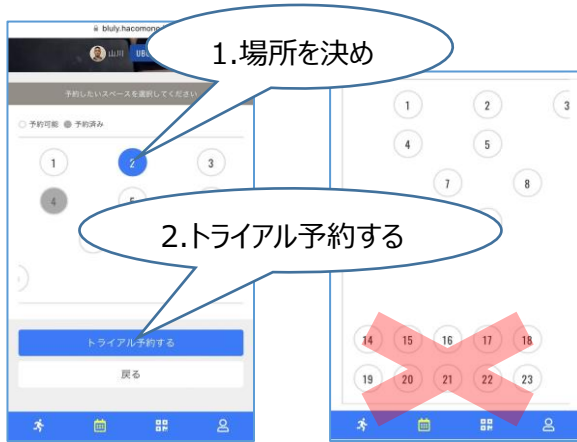 bluly.hacomono
山川
1.場所を決め
予約したいスペースを選択してください
予約可能 予約済み
1 2 3
4 5
2.トライアル予約する
トライアル予約する
戻る
1 2 3
4 5
7 8
14 15 16 17 18
19 20 21 22 23